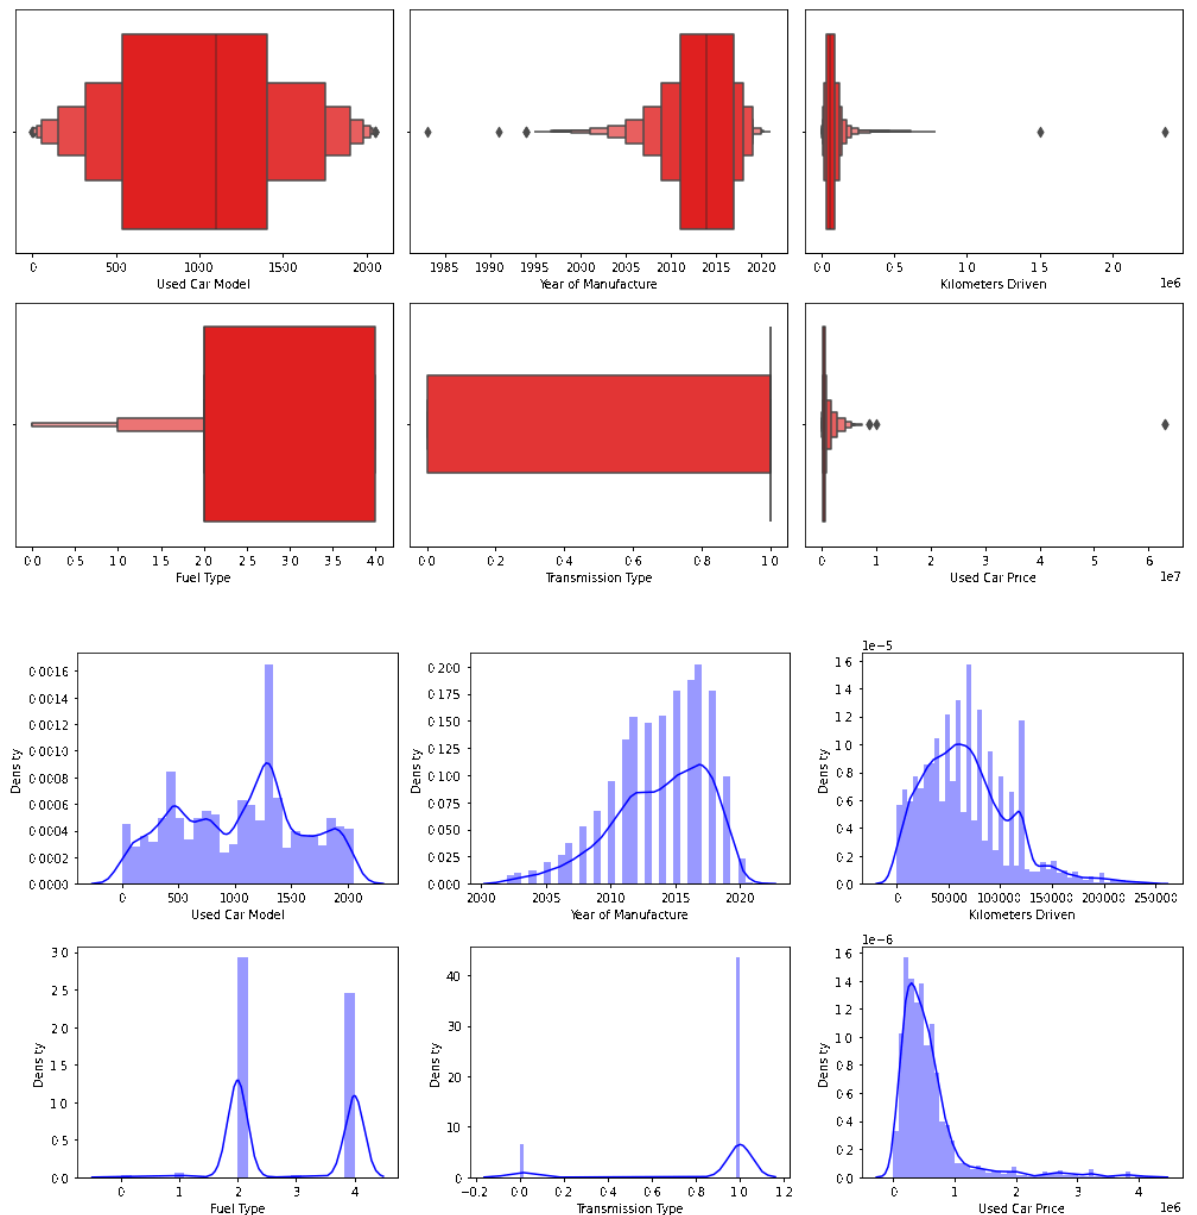 0 500 1000 1500 2000
Used Car Model
1985 1990 1995 2000 2005 2010 2015 2020
Year of Manufacture
0.0 0.5 1.0 1.5 2.0
Kilometers Driven
1e6
0.0 0.5 1.0 1.5 2.0 2.5 3.0 3.5 4.0
Fuel Type
0.0 0.2 0.4 0.6 0.8 1.0
Transmission Type
0 1 2 3 4 5 6
Used Car Price
1e7
0.0016
0.0014
0.0012
0.0010
0.0008
0.0006
0.0004
0.0002
0.0000
Density
0 500 1000 1500 2000
Used Car Model
0.200
0.175
0.150
0.125
0.100
0.075
0.050
0.025
0.000
Density
2000 2005 2010 2015 2020
Year of Manufacture
1e−5
1.6
1.4
1.2
1.0
0.8
0.6
0.4
0.2
0.0
Density
0 50000 100000 150000 200000 250000
Kilometers Driven
3.0
2.5
2.0
1.5
1.0
0.5
0.0
Density
0 1 2 3 4
Fuel Type
40
30
20
10
0
Density
−0.2 0.0 0.2 0.4 0.6 0.8 1.0 1.2
Transmission Type
1e−6
1.6
1.4
1.2
1.0
0.8
0.6
0.4
0.2
0.0
Density
0 1 2 3 4
Used Car Price
1e6